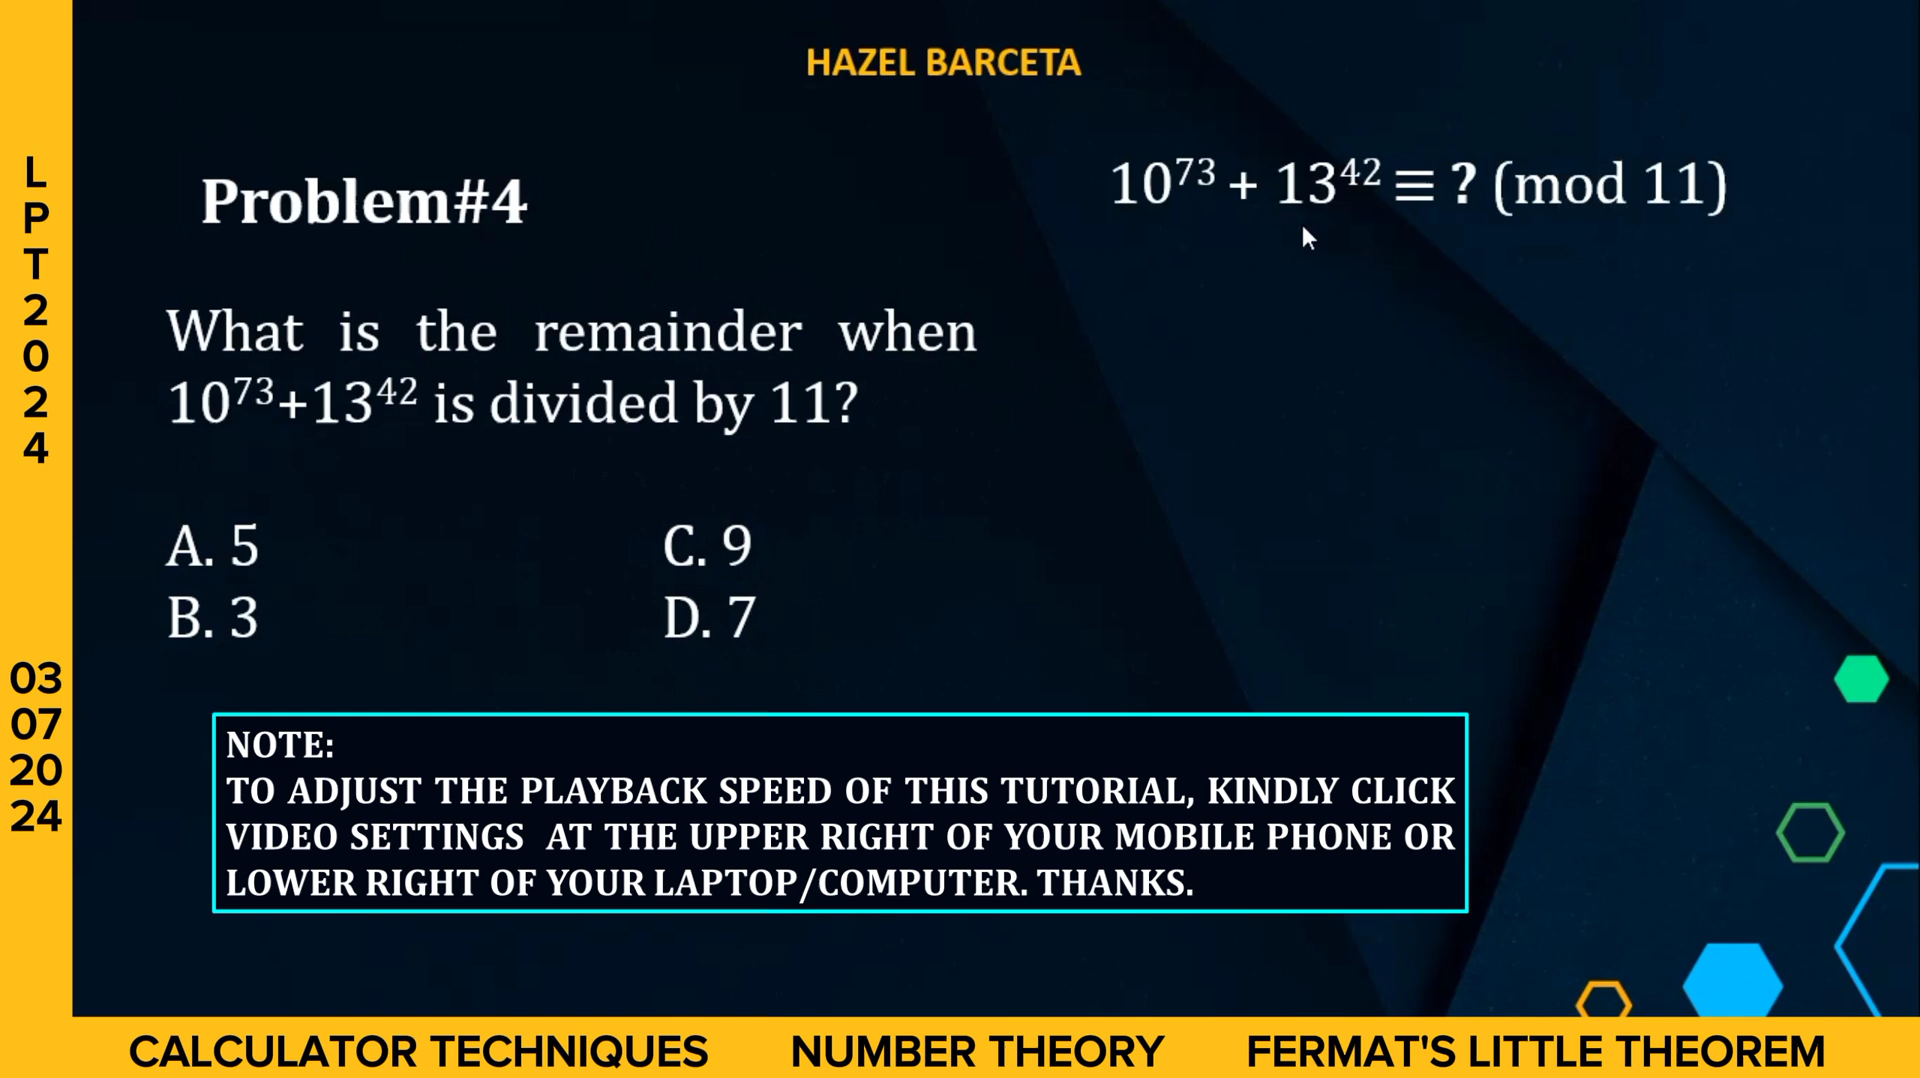 HAZEL BARCETA
L
P
T
2
0
2
4
03
07
20
24
Problem#4
10⁷³ + 13⁴² ≡ ? (mod 11)
What is the remainder when
10⁷³+13⁴² is divided by 11?
A. 5
B. 3
C. 9
D. 7
NOTE:
TO ADJUST THE PLAYBACK SPEED OF THIS TUTORIAL, KINDLY CLICK
VIDEO SETTINGS AT THE UPPER RIGHT OF YOUR MOBILE PHONE OR
LOWER RIGHT OF YOUR LAPTOP/COMPUTER. THANKS.
CALCULATOR TECHNIQUES NUMBER THEORY FERMAT'S LITTLE THEOREM